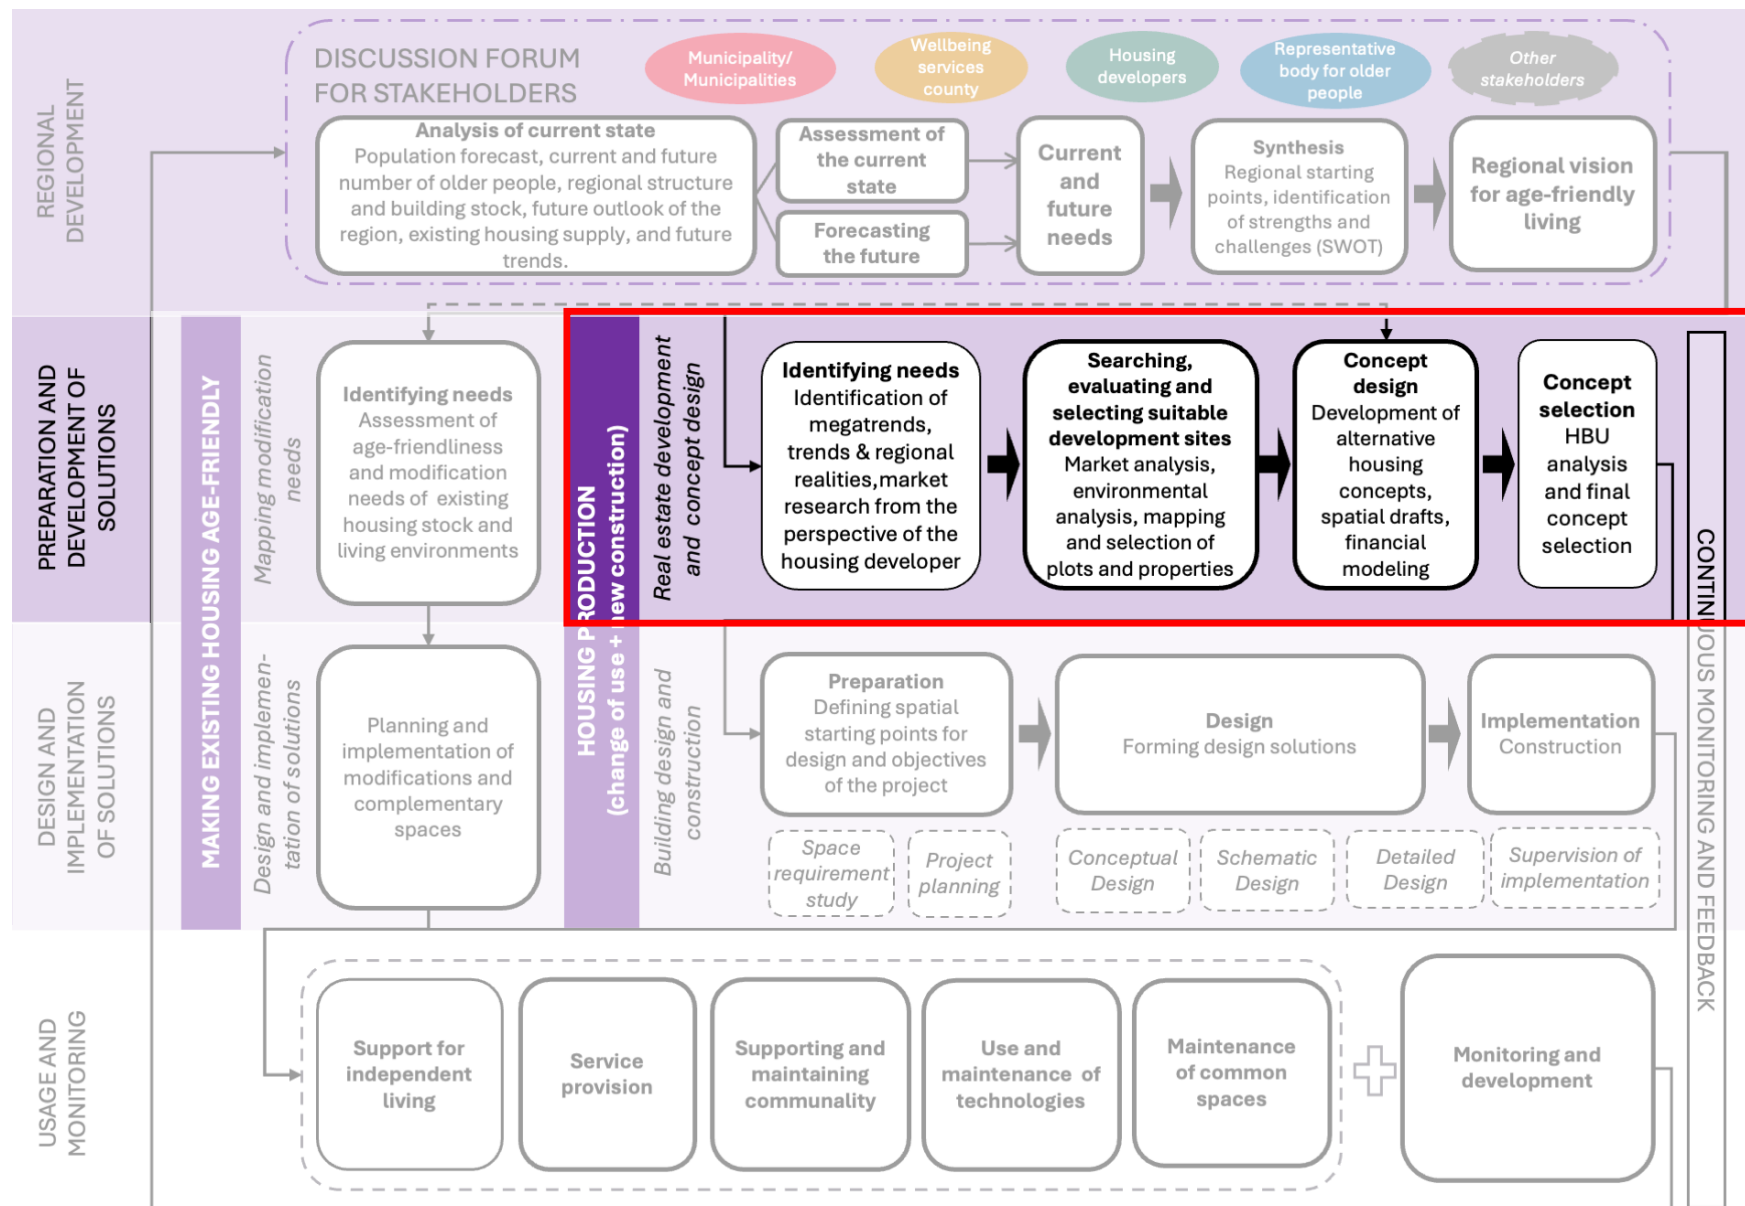 REGIONAL
DEVELOPMENT
DISCUSSION FORUM
FOR STAKEHOLDERS
Municipality/
Municipalities
Wellbeing
services
county
Housing
developers
Representative
body for older
people
Other
stakeholders
Analysis of current state
Population forecast, current and future
number of older people, regional structure
and building stock, future outlook of the
region, existing housing supply, and future
trends.
Assessment of
the current
state
Forecasting
the future
Current
and
future
needs
Synthesis
Regional starting
points, identification
of strengths and
challenges (SWOT)
Regional vision
for age-friendly
living
PREPARATION AND
DEVELOPMENT OF
SOLUTIONS
MAKING EXISTING HOUSING AGE-FRIENDLY
Mapping modification
needs
Identifying needs
Assessment of
age-friendliness
and modification
needs of existing
housing stock and
living environments
HOUSING PRODUCTION
(change of use + new construction)
Real estate development
and concept design
Identifying needs
Identification of
megatrends,
trends & regional
realities,market
research from the
perspective of the
housing developer
Searching,
evaluating and
selecting suitable
development sites
Market analysis,
environmental
analysis, mapping
and selection of
plots and properties
Concept
design
Development of
alternative
housing
concepts,
spatial drafts,
financial
modeling
Concept
selection
HBU
analysis
and final
concept
selection
CONTINUOUS MONITORING AND FEEDBACK
DESIGN AND
IMPLEMENTATION
OF SOLUTIONS
Design and implemen-
tation of solutions
Planning and
implementation of
modifications and
complementary
spaces
Building design and
construction
Preparation
Defining spatial
starting points for
design and objectives
of the project
Design
Forming design solutions
Implementation
Construction
Space
requirement
study
Project
planning
Conceptual
Design
Schematic
Design
Detailed
Design
Supervision of
implementation
USAGE AND
MONITORING
Support for
independent
living
Service
provision
Supporting and
maintaining
communality
Use and
maintenance of
technologies
Maintenance
of common
spaces
Monitoring and
development